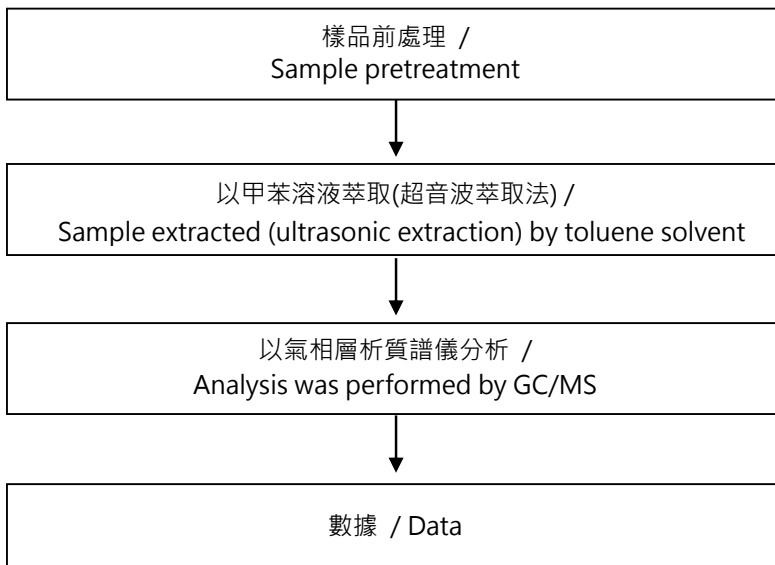 樣品前處理 /
Sample pretreatment
以甲苯溶液萃取(超音波萃取法) /
Sample extracted (ultrasonic extraction) by toluene solvent
以氣相層析質譜儀分析 /
Analysis was performed by GC/MS
數據 / Data